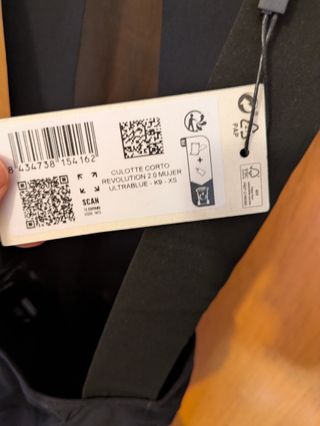 8 434738 154162
SCAN
CULOTTE CORTO
REVOLUTION 2.0 MUJER
ULTRABLUE - K9 - XS
PAP